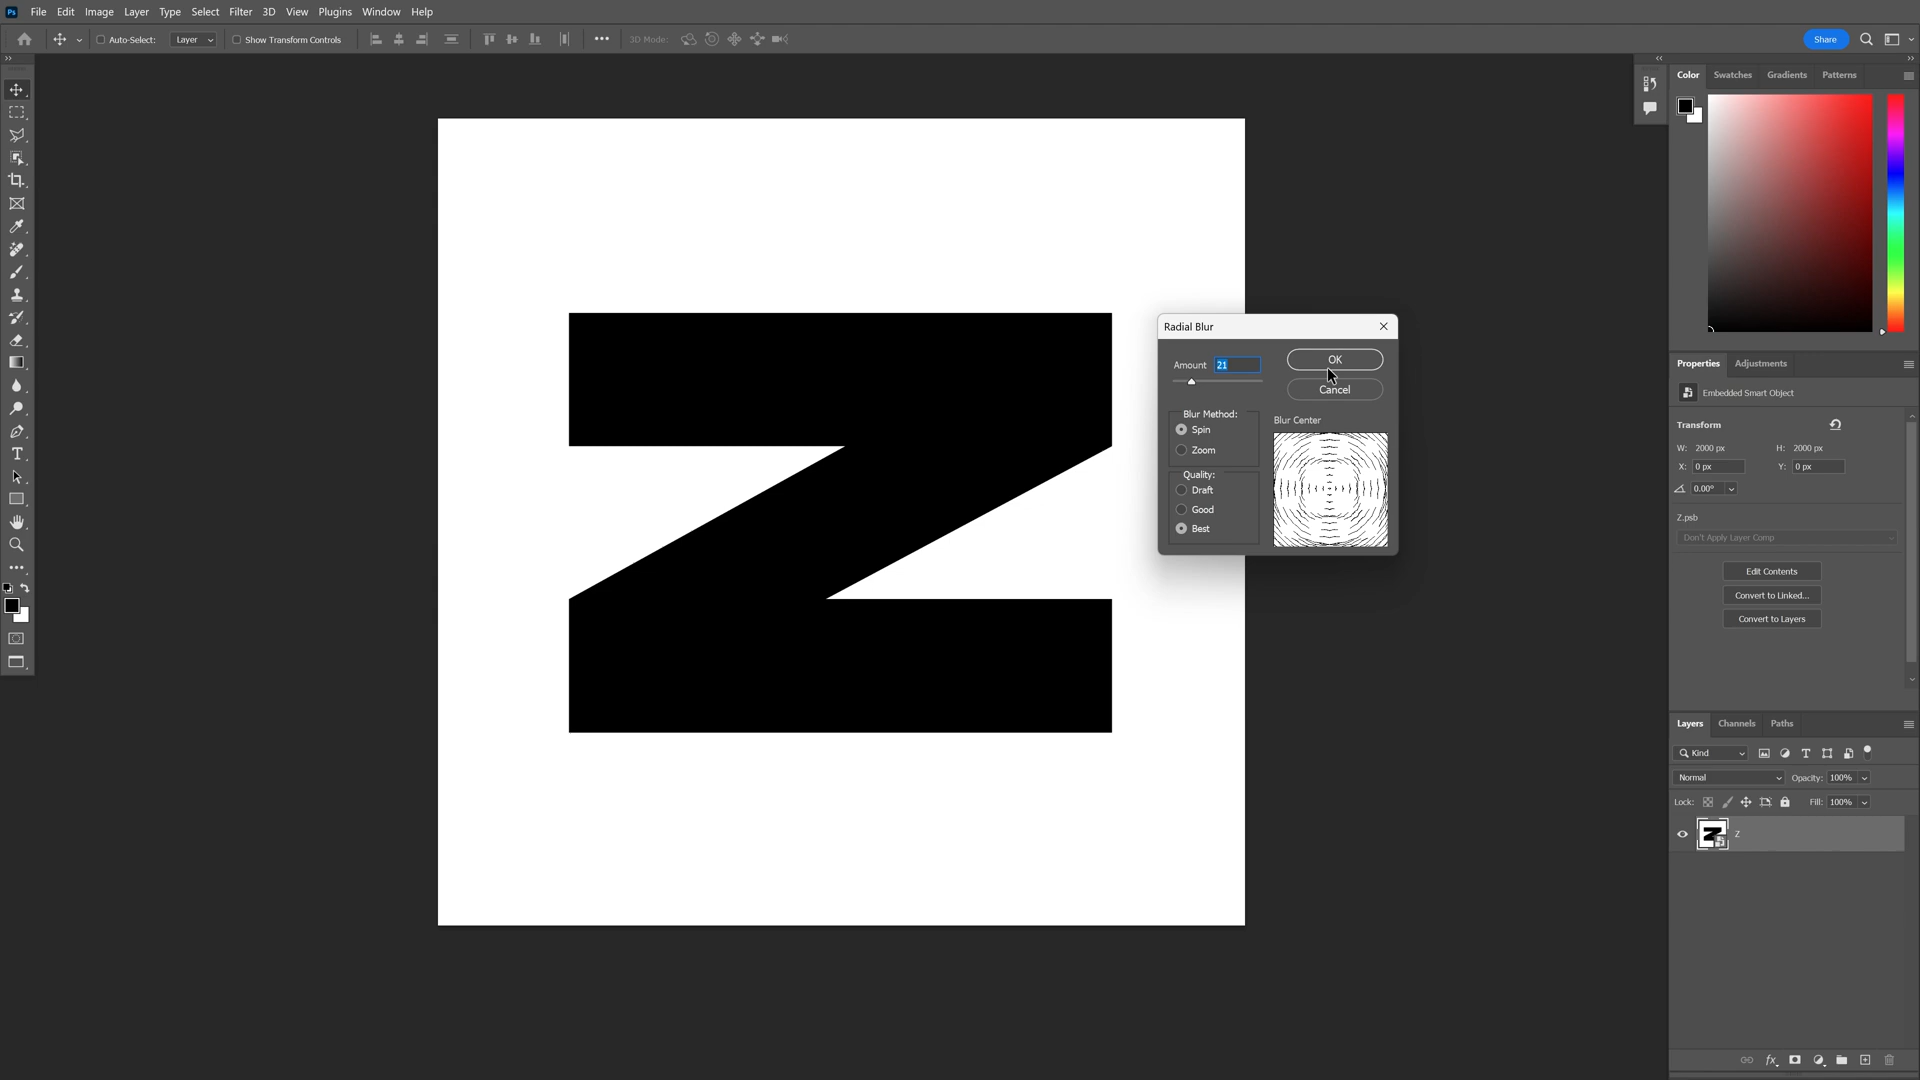 Ps File Edit Image Layer Type Select Filter 3D View Plugins Window Help
Auto-Select: Layer Show Transform Controls 3D Mode: Share
Color Swatches Gradients Patterns
Z
Radial Blur
Amount 21 OK
Cancel
Blur Method:
Spin
Zoom
Quality:
Draft
Good
Best
Blur Center
Properties Adjustments
Embedded Smart Object
Transform
W: 2000 px H: 2000 px
X: 0 px Y: 0 px
0.00°
Z.psb
Don't Apply Layer Comp
Edit Contents
Convert to Linked...
Convert to Layers
Layers Channels Paths
Kind
Normal Opacity: 100%
Lock: Fill: 100%
Z
fx